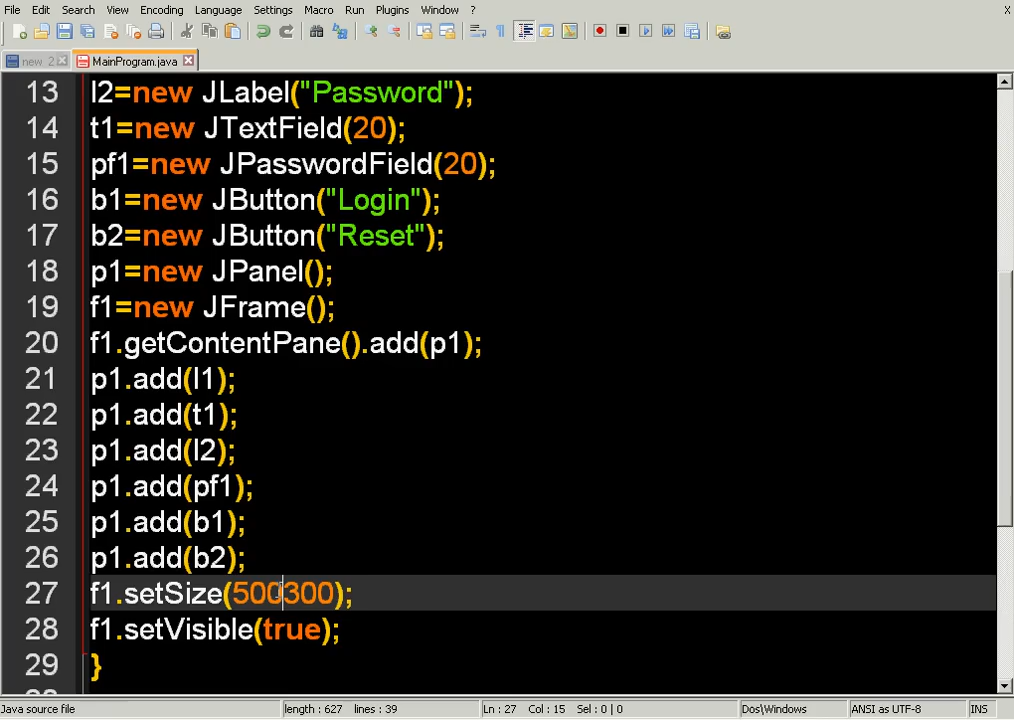 File Edit Search View Encoding Language Settings Macro Run Plugins Window ? X
new 2 MainProgram.java
13 l2=new JLabel("Password");
14 t1=new JTextField(20);
15 pf1=new JPasswordField(20);
16 b1=new JButton("Login");
17 b2=new JButton("Reset");
18 p1=new JPanel();
19 f1=new JFrame();
20 f1.getContentPane().add(p1);
21 p1.add(l1);
22 p1.add(t1);
23 p1.add(l2);
24 p1.add(pf1);
25 p1.add(b1);
26 p1.add(b2);
27 f1.setSize(500300);
28 f1.setVisible(true);
29 }
Java source file length : 627 lines : 39 Ln : 27 Col : 15 Sel : 0 | 0 Dos\Windows ANSI as UTF-8 INS